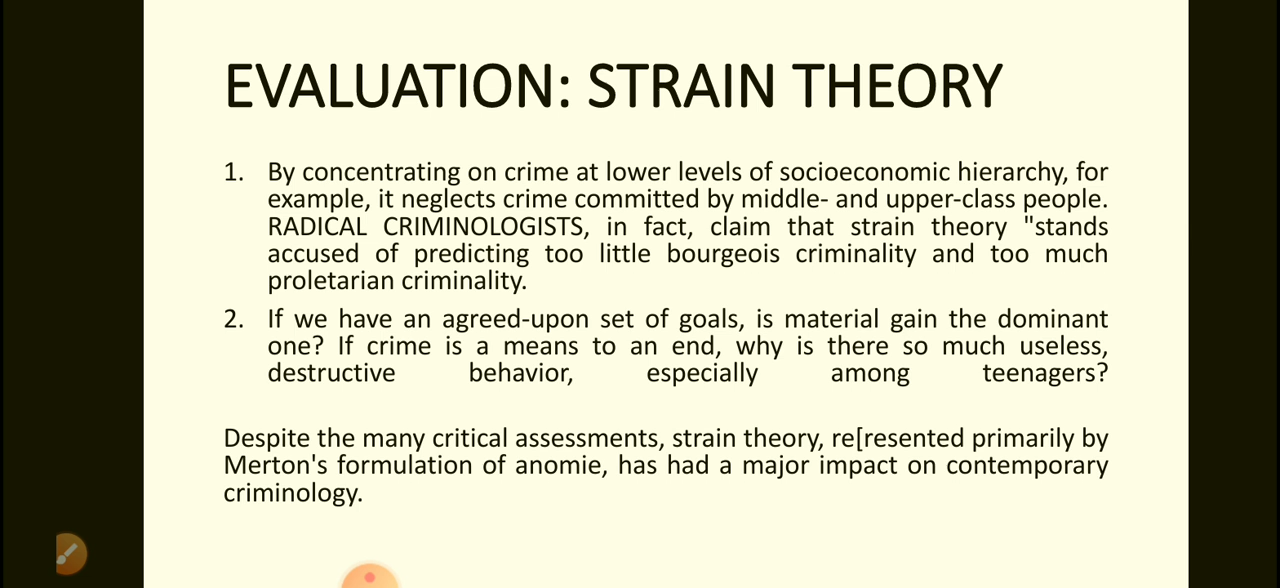 EVALUATION: STRAIN THEORY
1. By concentrating on crime at lower levels of socioeconomic hierarchy, for
example, it neglects crime committed by middle- and upper-class people.
RADICAL CRIMINOLOGISTS, in fact, claim that strain theory "stands
accused of predicting too little bourgeois criminality and too much
proletarian criminality.
2. If we have an agreed-upon set of goals, is material gain the dominant
one? If crime is a means to an end, why is there so much useless,
destructive behavior, especially among teenagers?
Despite the many critical assessments, strain theory, re[resented primarily by
Merton's formulation of anomie, has had a major impact on contemporary
criminology.